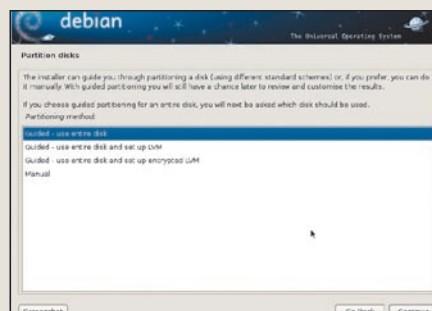 debian
The Universal Operating System
Partition disks
The installer can guide you through partitioning a disk (using different standard schemes) or, if you prefer, you can do
it manually. With guided partitioning you will still have a chance later to review and customise the results.
If you choose guided partitioning for an entire disk, you will next be asked which disk should be used.
Partitioning method:
Guided - use entire disk
Guided - use entire disk and set up LVM
Guided - use entire disk and set up encrypted LVM
Manual
Screenshot
Go Back
Continue